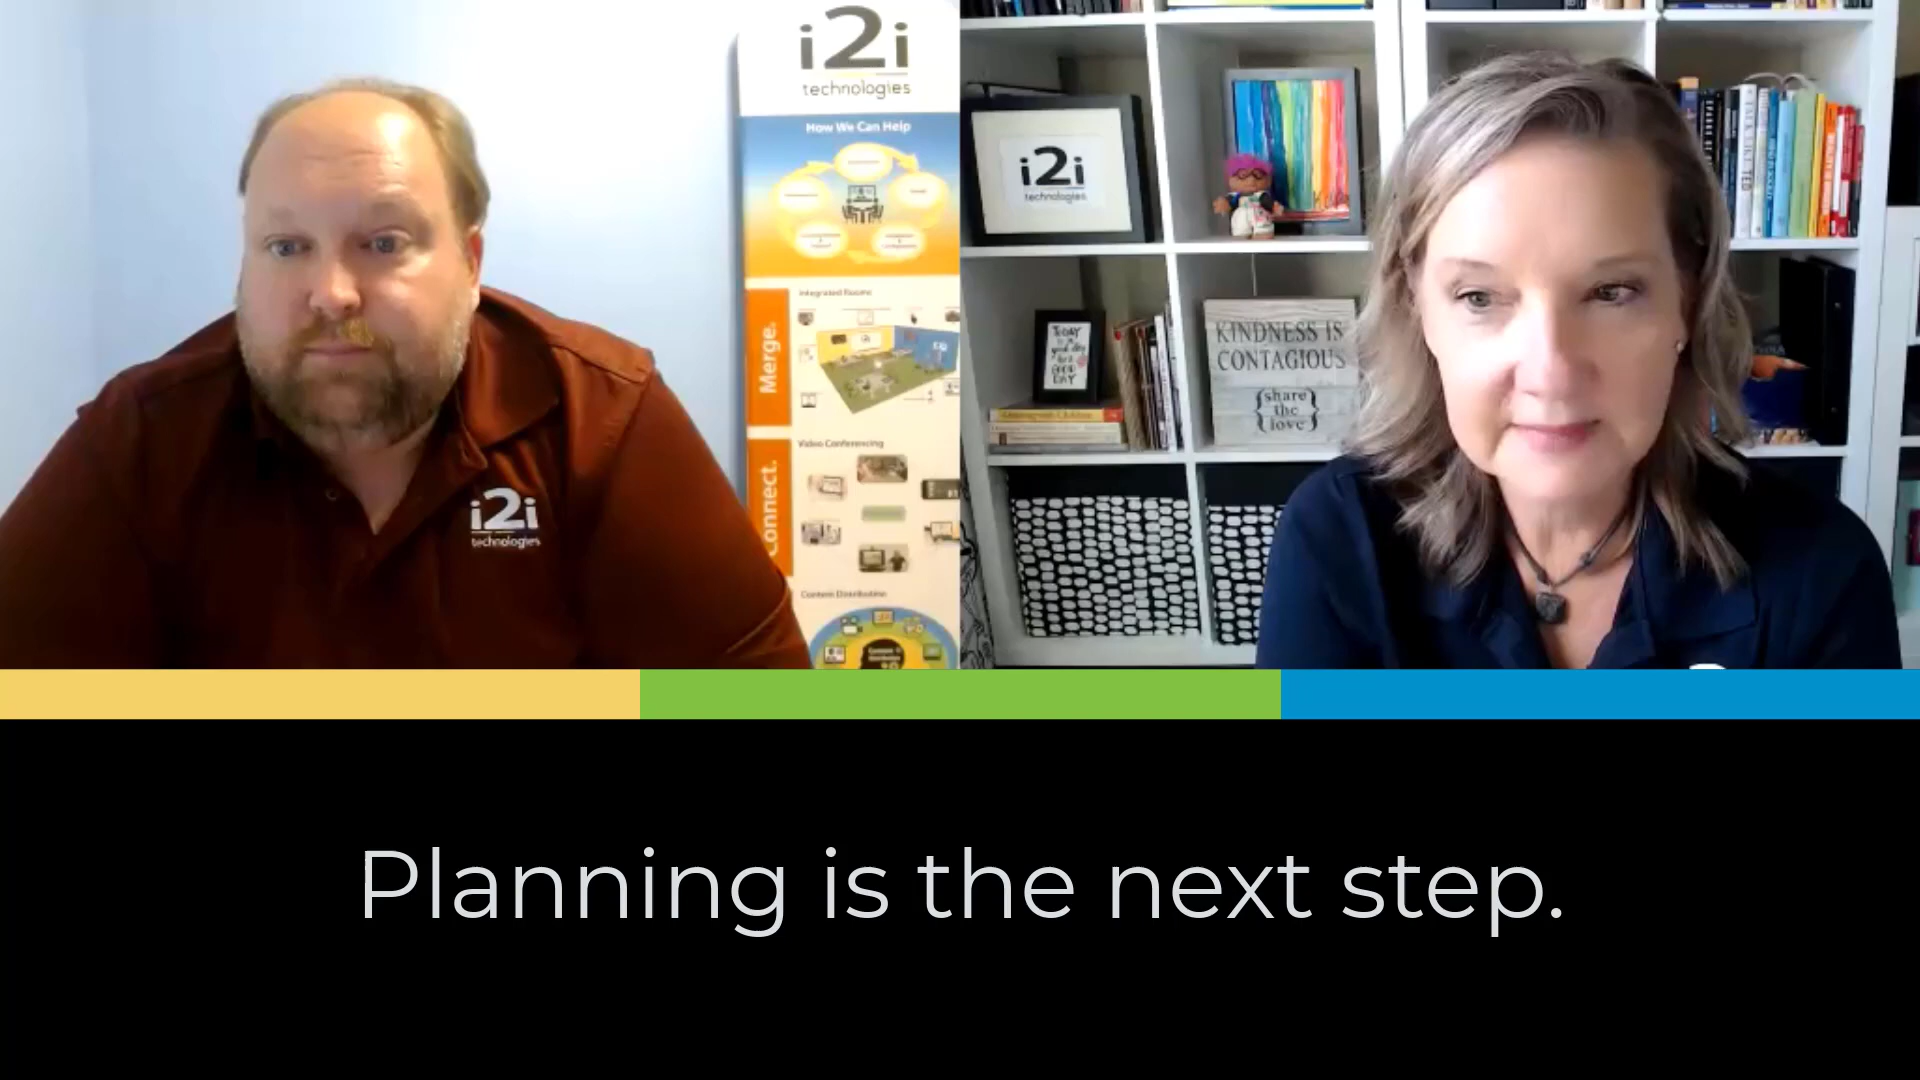 i2i
technologies
How We Can Help
Integrated Rooms
Merge.
Video Conferencing
Connect.
Content Distribution
i2i
technologies
i2i
technologies
TODAY
is a
good day
for a
GOOD
DAY
KINDNESS IS
CONTAGIOUS
{share
the
love}
Planning is the next step.